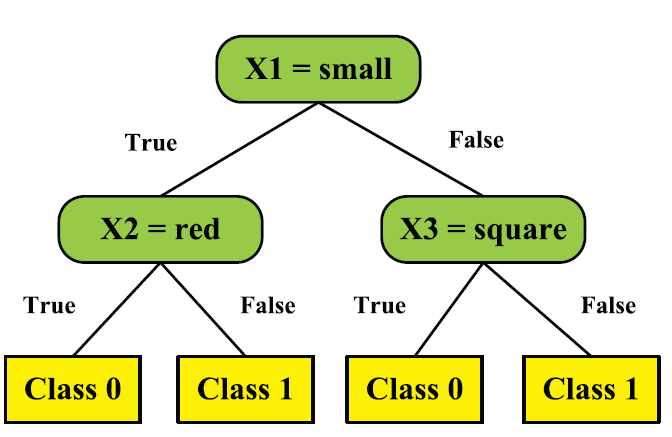 X1 = small
True
False
X2 = red
X3 = square
True
False
True
False
Class 0
Class 1
Class 0
Class 1